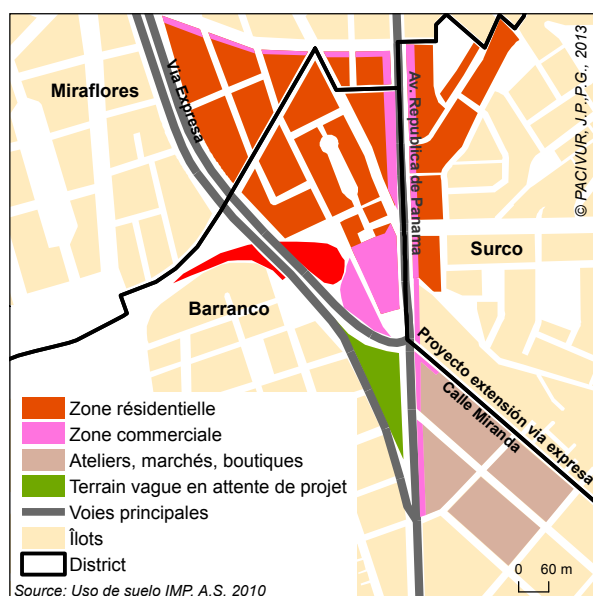 Miraflores
Via Expresa
Av. Republica de Panama
© PACIVUR, J.P.,P.G., 2013
Surco
Barranco
Proyecto extensión via expresa
Calle Miranda
Zone résidentielle
Zone commerciale
Ateliers, marchés, boutiques
Terrain vague en attente de projet
Voies principales
Îlots
District
0 60 m
Source: Uso de suelo IMP, A.S, 2010